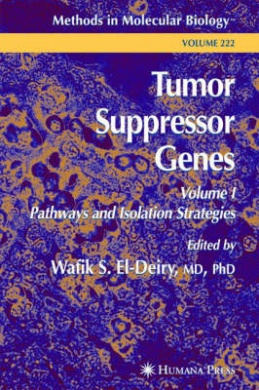 Methods in Molecular Biology™
VOLUME 222
Tumor
Suppressor
Genes
Volume I
Pathways and Isolation Strategies
Edited by
Wafik S. El-Deiry, MD, PhD
HUMANA PRESS